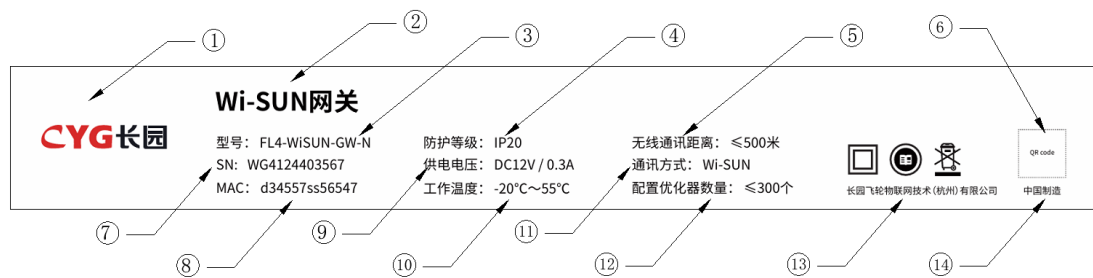 ① ② ③ ④ ⑤ ⑥
Wi-SUN网关
CYG长园
型号： FL4-WiSUN-GW-N
SN： WG4124403567
MAC： d34557ss56547
防护等级： IP20
供电电压： DC12V / 0.3A
工作温度： -20℃～55℃
无线通讯距离： ≤500米
通讯方式： Wi-SUN
配置优化器数量： ≤300个
长园飞轮物联网技术(杭州)有限公司
QR code
中国制造
⑦ ⑧ ⑨ ⑩ ⑪ ⑫ ⑬ ⑭